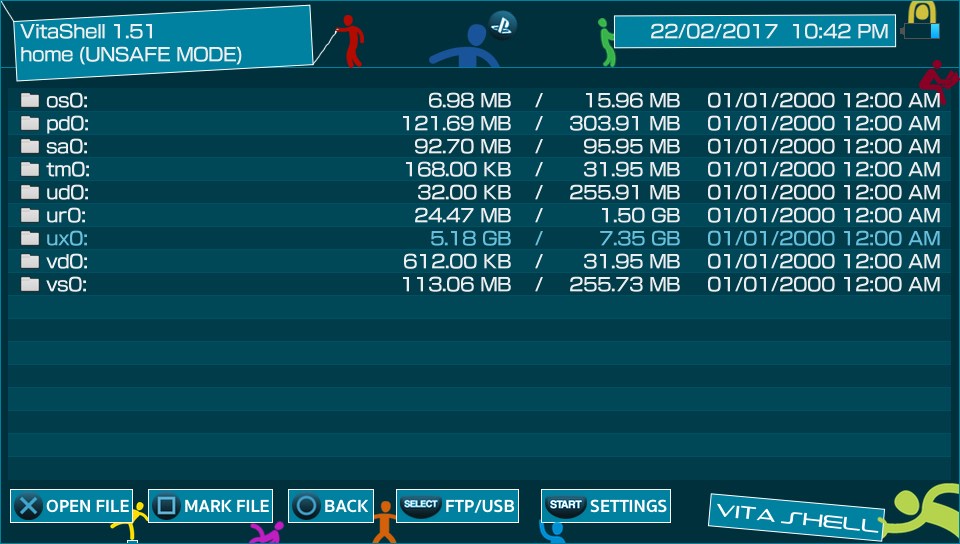 VitaShell 1.51
home (UNSAFE MODE)
22/02/2017 10:42 PM
os0: 6.98 MB / 15.96 MB 01/01/2000 12:00 AM
pd0: 121.69 MB / 303.91 MB 01/01/2000 12:00 AM
sa0: 92.70 MB / 95.95 MB 01/01/2000 12:00 AM
tm0: 168.00 KB / 31.95 MB 01/01/2000 12:00 AM
ud0: 32.00 KB / 255.91 MB 01/01/2000 12:00 AM
ur0: 24.47 MB / 1.50 GB 01/01/2000 12:00 AM
ux0: 5.18 GB / 7.35 GB 01/01/2000 12:00 AM
vd0: 612.00 KB / 31.95 MB 01/01/2000 12:00 AM
vs0: 113.06 MB / 255.73 MB 01/01/2000 12:00 AM
OPEN FILE MARK FILE BACK SELECT FTP/USB START SETTINGS
VITA SHELL